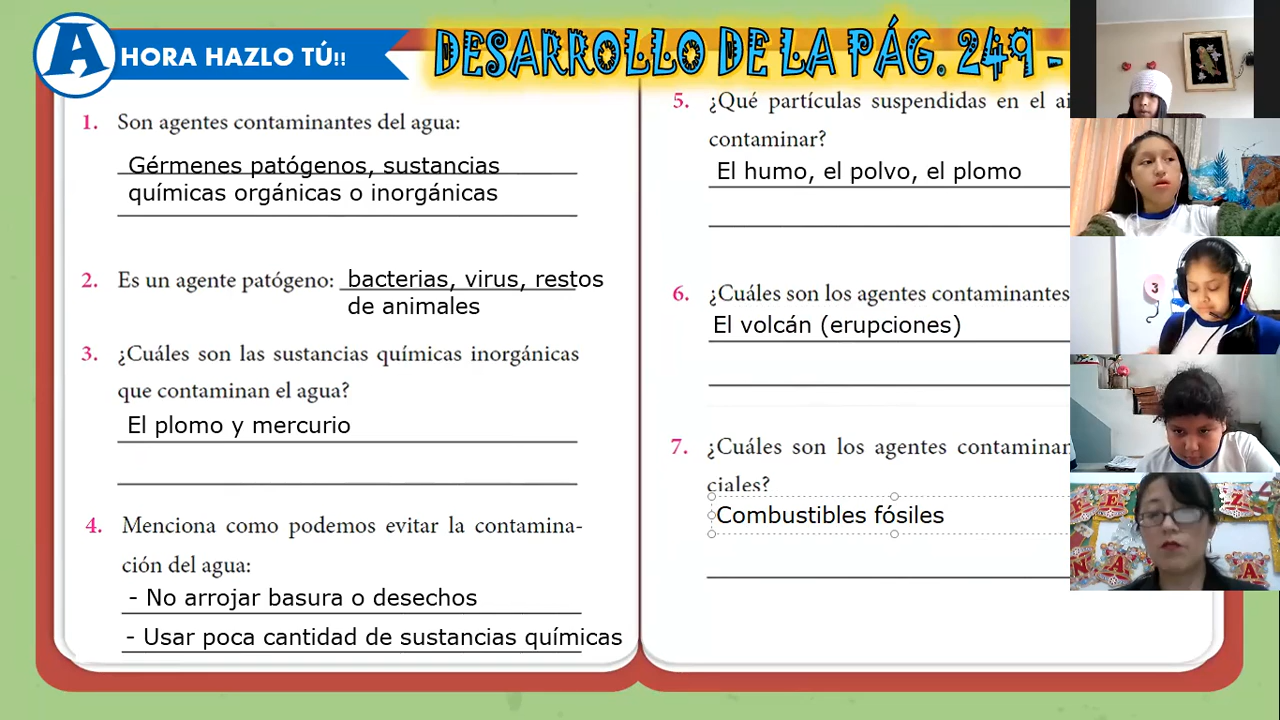 AHORA HAZLO TÚ!!
DESARROLLO DE LA PÁG. 249 -
1. Son agentes contaminantes del agua:
Gérmenes patógenos, sustancias
químicas orgánicas o inorgánicas
2. Es un agente patógeno: bacterias, virus, restos
de animales
3. ¿Cuáles son las sustancias químicas inorgánicas
que contaminan el agua?
El plomo y mercurio
4. Menciona como podemos evitar la contamina-
ción del agua:
- No arrojar basura o desechos
- Usar poca cantidad de sustancias químicas
5. ¿Qué partículas suspendidas en el ai
contaminar?
El humo, el polvo, el plomo
6. ¿Cuáles son los agentes contaminantes
El volcán (erupciones)
7. ¿Cuáles son los agentes contaminan
ciales?
Combustibles fósiles
3
F E Z
Ñ A A